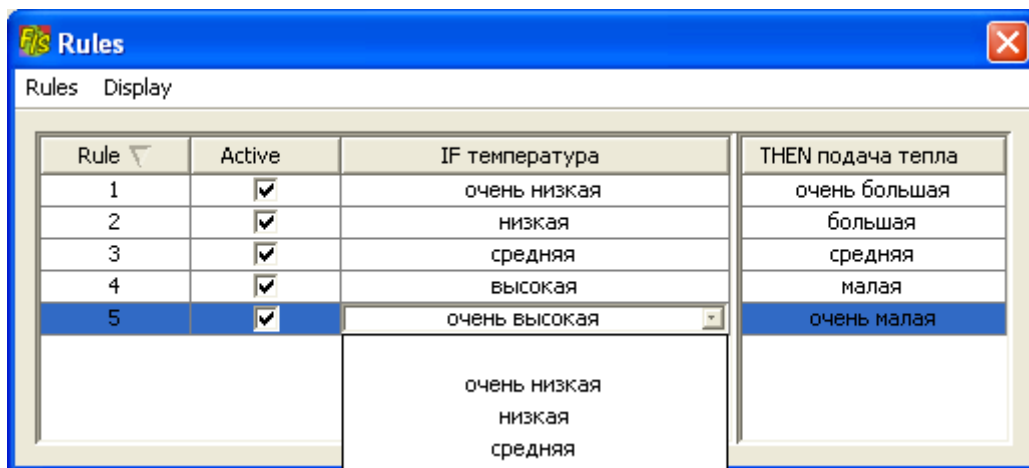 FIS Rules
Rules Display
Rule Active IF температура THEN подача тепла
1 очень низкая очень большая
2 низкая большая
3 средняя средняя
4 высокая малая
5 очень высокая очень малая
очень низкая
низкая
средняя